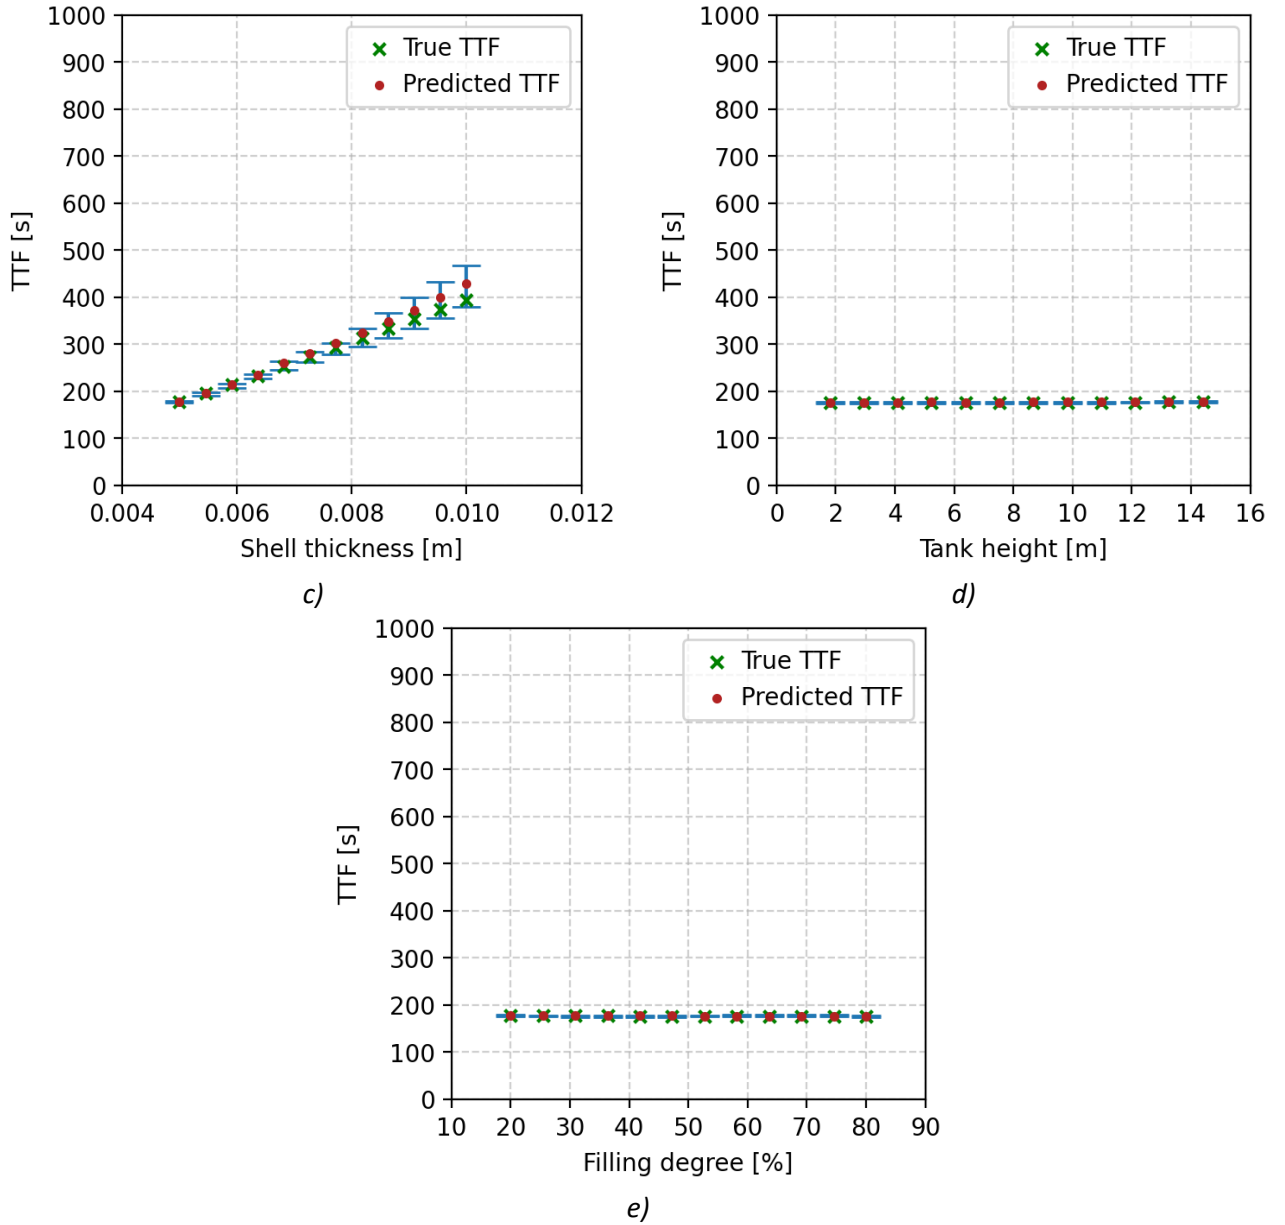 1000
900
800
700
600
500
400
300
200
100
0
TTF [s]
True TTF
Predicted TTF
0.004 0.006 0.008 0.010 0.012
Shell thickness [m]
c)
1000
900
800
700
600
500
400
300
200
100
0
TTF [s]
True TTF
Predicted TTF
0 2 4 6 8 10 12 14 16
Tank height [m]
d)
1000
900
800
700
600
500
400
300
200
100
0
TTF [s]
True TTF
Predicted TTF
10 20 30 40 50 60 70 80 90
Filling degree [%]
e)